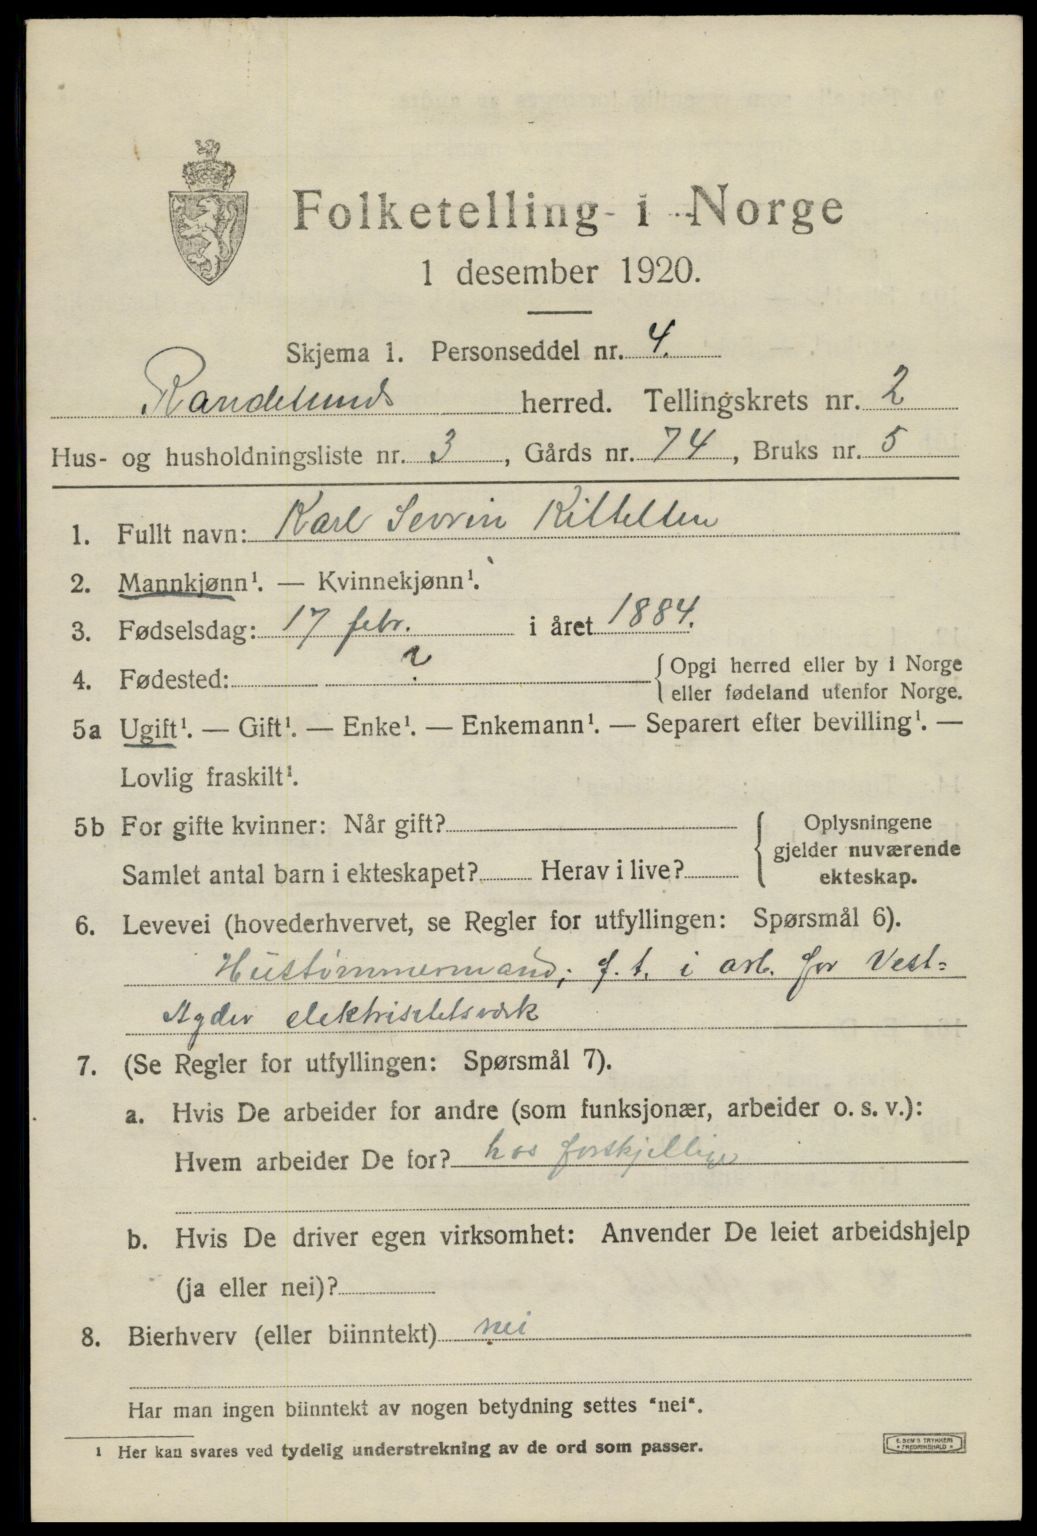 Folketelling i Norge
1 desember 1920.
Skjema 1. Personseddel nr. 4.
Randesunds herred. Tellingskrets nr. 2
Hus- og husholdningsliste nr. 3, Gårds nr. 74, Bruks nr. 5
1. Fullt navn: Karl Sevrin Kittelsen
2. Mannkjønn¹. — Kvinnekjønn¹.
3. Fødselsdag: 17 febr. i året 1884.
4. Fødested: ? { Opgi herred eller by i Norge
eller fødeland utenfor Norge.
5a Ugift¹. — Gift¹. — Enke¹. — Enkemann¹. — Separert efter bevilling¹. —
Lovlig fraskilt¹.
5b For gifte kvinner: Når gift? { Oplysningene
gjelder nuværende
Samlet antal barn i ekteskapet? Herav i live?
ekteskap.
6. Levevei (hovederhvervet, se Regler for utfyllingen: Spørsmål 6).
Hustømmermand, f. t. i arb. for Vest-
Agder elektrisitetsverk
7. (Se Regler for utfyllingen: Spørsmål 7).
a. Hvis De arbeider for andre (som funksjonær, arbeider o. s. v.):
Hvem arbeider De for? hos forskjellige
b. Hvis De driver egen virksomhet: Anvender De leiet arbeidshjelp
(ja eller nei)?
8. Bierhverv (eller biinntekt) nei
Har man ingen biinntekt av nogen betydning settes "nei".
¹ Her kan svares ved tydelig understrekning av de ord som passer.
E. SEM'S TRYKKERI
FREDRIKSHALD